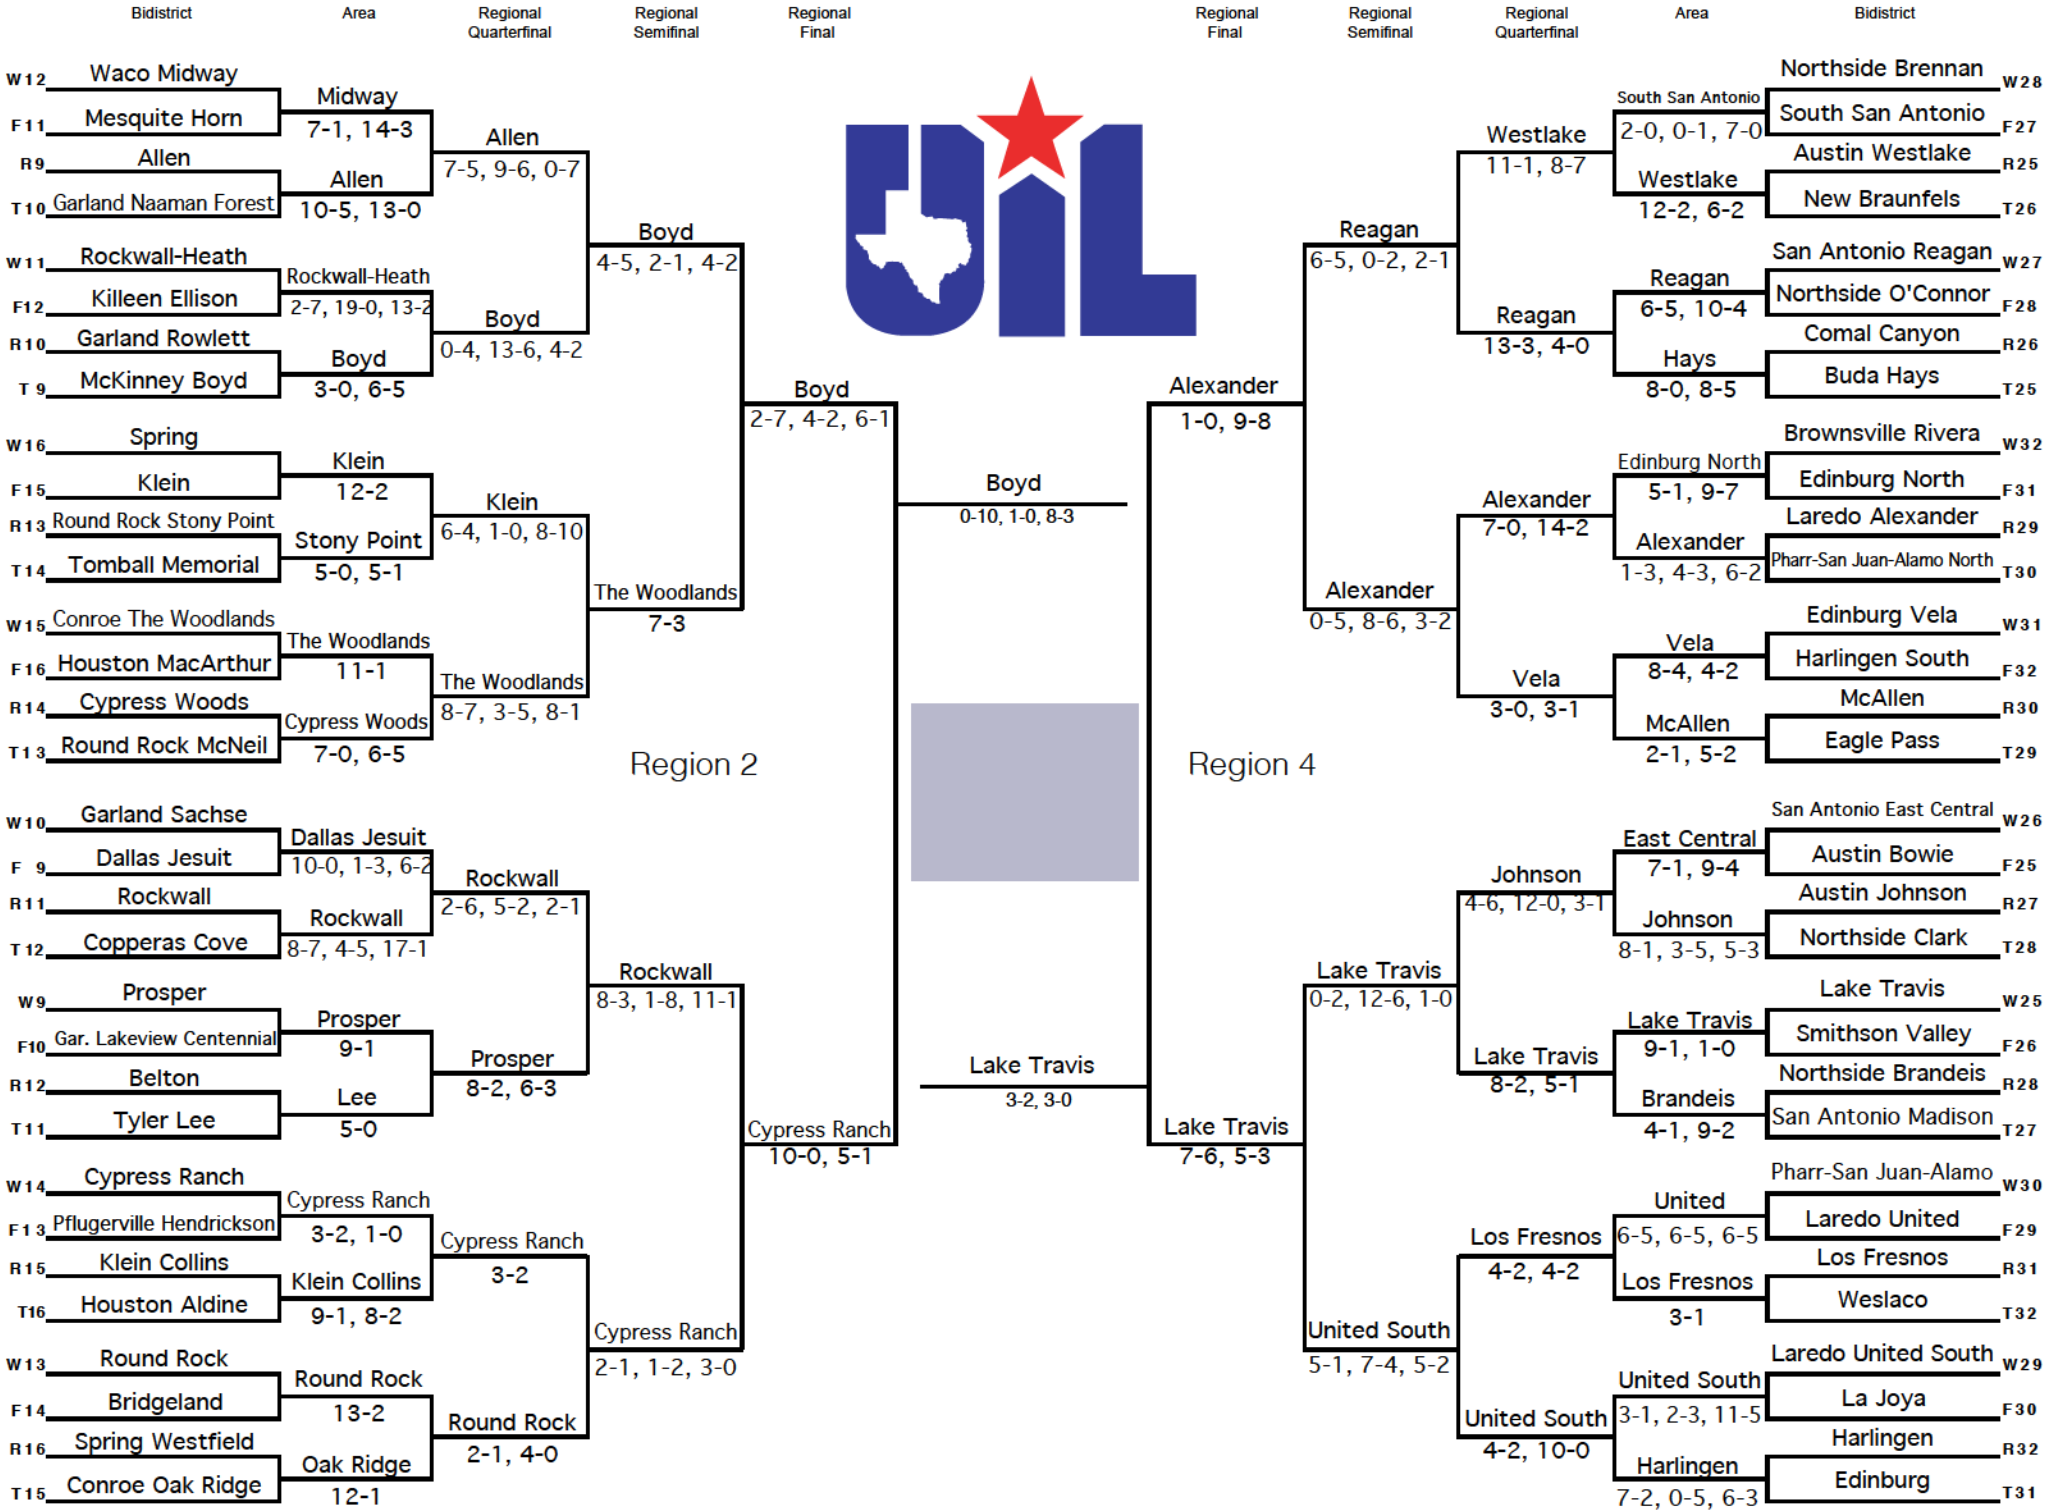 Bidistrict
Area
Regional
Quarterfinal
Regional
Semifinal
Regional
Final
Regional
Final
Regional
Semifinal
Regional
Quarterfinal
Area
Bidistrict
W12 Waco Midway
F11 Mesquite Horn
R9 Allen
T10 Garland Naaman Forest
W11 Rockwall-Heath
F12 Killeen Ellison
R10 Garland Rowlett
T 9 McKinney Boyd
W16 Spring
F15 Klein
R13 Round Rock Stony Point
T14 Tomball Memorial
W15 Conroe The Woodlands
F16 Houston MacArthur
R14 Cypress Woods
T13 Round Rock McNeil
W10 Garland Sachse
F 9 Dallas Jesuit
R11 Rockwall
T12 Copperas Cove
W9 Prosper
F10 Gar. Lakeview Centennial
R12 Belton
T11 Tyler Lee
W14 Cypress Ranch
F13 Pflugerville Hendrickson
R15 Klein Collins
T16 Houston Aldine
W13 Round Rock
F14 Bridgeland
R16 Spring Westfield
T15 Conroe Oak Ridge
Midway
7-1, 14-3
Allen
10-5, 13-0
Rockwall-Heath
2-7, 19-0, 13-2
Boyd
3-0, 6-5
Klein
12-2
Stony Point
5-0, 5-1
The Woodlands
11-1
Cypress Woods
7-0, 6-5
Dallas Jesuit
10-0, 1-3, 6-2
Rockwall
8-7, 4-5, 17-1
Prosper
9-1
Lee
5-0
Cypress Ranch
3-2, 1-0
Klein Collins
9-1, 8-2
Round Rock
13-2
Oak Ridge
12-1
Allen
7-5, 9-6, 0-7
Boyd
0-4, 13-6, 4-2
Klein
6-4, 1-0, 8-10
The Woodlands
8-7, 3-5, 8-1
Rockwall
2-6, 5-2, 2-1
Prosper
8-2, 6-3
Cypress Ranch
3-2
Round Rock
2-1, 4-0
Boyd
4-5, 2-1, 4-2
The Woodlands
7-3
Region 2
Rockwall
8-3, 1-8, 11-1
Cypress Ranch
2-1, 1-2, 3-0
Boyd
2-7, 4-2, 6-1
Cypress Ranch
10-0, 5-1
UIL
Boyd
0-10, 1-0, 8-3
Lake Travis
3-2, 3-0
Alexander
1-0, 9-8
Region 4
Lake Travis
7-6, 5-3
Reagan
6-5, 0-2, 2-1
Alexander
0-5, 8-6, 3-2
Lake Travis
0-2, 12-6, 1-0
United South
5-1, 7-4, 5-2
Westlake
11-1, 8-7
Reagan
13-3, 4-0
Alexander
7-0, 14-2
Vela
3-0, 3-1
Johnson
4-6, 12-0, 3-1
Lake Travis
8-2, 5-1
Los Fresnos
4-2, 4-2
United South
4-2, 10-0
South San Antonio
2-0, 0-1, 7-0
Westlake
12-2, 6-2
Reagan
6-5, 10-4
Hays
8-0, 8-5
Edinburg North
5-1, 9-7
Alexander
1-3, 4-3, 6-2
Vela
8-4, 4-2
McAllen
2-1, 5-2
East Central
7-1, 9-4
Johnson
8-1, 3-5, 5-3
Lake Travis
9-1, 1-0
Brandeis
4-1, 9-2
United
6-5, 6-5, 6-5
Los Fresnos
3-1
United South
3-1, 2-3, 11-5
Harlingen
7-2, 0-5, 6-3
Northside Brennan W28
South San Antonio F27
Austin Westlake R25
New Braunfels T26
San Antonio Reagan W27
Northside O'Connor F28
Comal Canyon R26
Buda Hays T25
Brownsville Rivera W32
Edinburg North F31
Laredo Alexander R29
Pharr-San Juan-Alamo North T30
Edinburg Vela W31
Harlingen South F32
McAllen R30
Eagle Pass T29
San Antonio East Central W26
Austin Bowie F25
Austin Johnson R27
Northside Clark T28
Lake Travis W25
Smithson Valley F26
Northside Brandeis R28
San Antonio Madison T27
Pharr-San Juan-Alamo W30
Laredo United F29
Los Fresnos R31
Weslaco T32
Laredo United South W29
La Joya F30
Harlingen R32
Edinburg T31